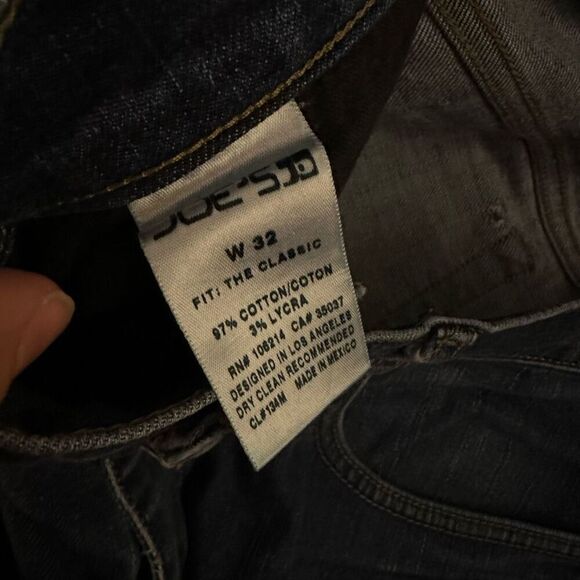 JOE'S JD
W 32
FIT: THE CLASSIC
97% COTTON/COTON
3% LYCRA
RN# 106214 CA# 35037
DESIGNED IN LOS ANGELES
DRY CLEAN RECOMMENDED
MADE IN MEXICO
CL#134M